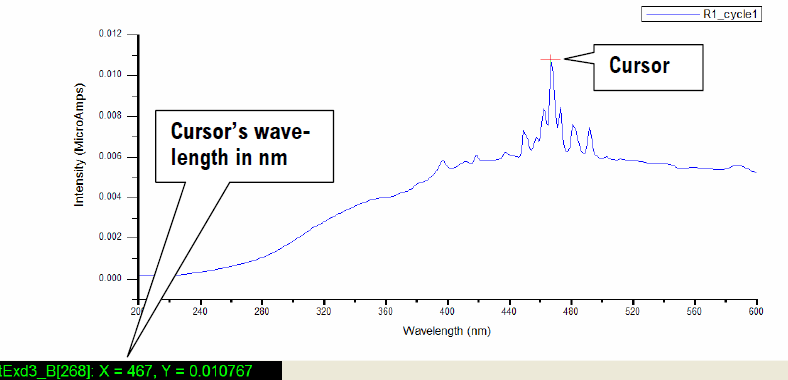 R1_cycle1
0.012
0.010
0.008
0.006
0.004
0.002
0.000
Intensity (MicroAmps)
Cursor
Cursor's wave-
length in nm
240 280 320 360 400 440 480 520 560 600
Wavelength (nm)
tExd3_B[268]: X = 467, Y = 0.010767